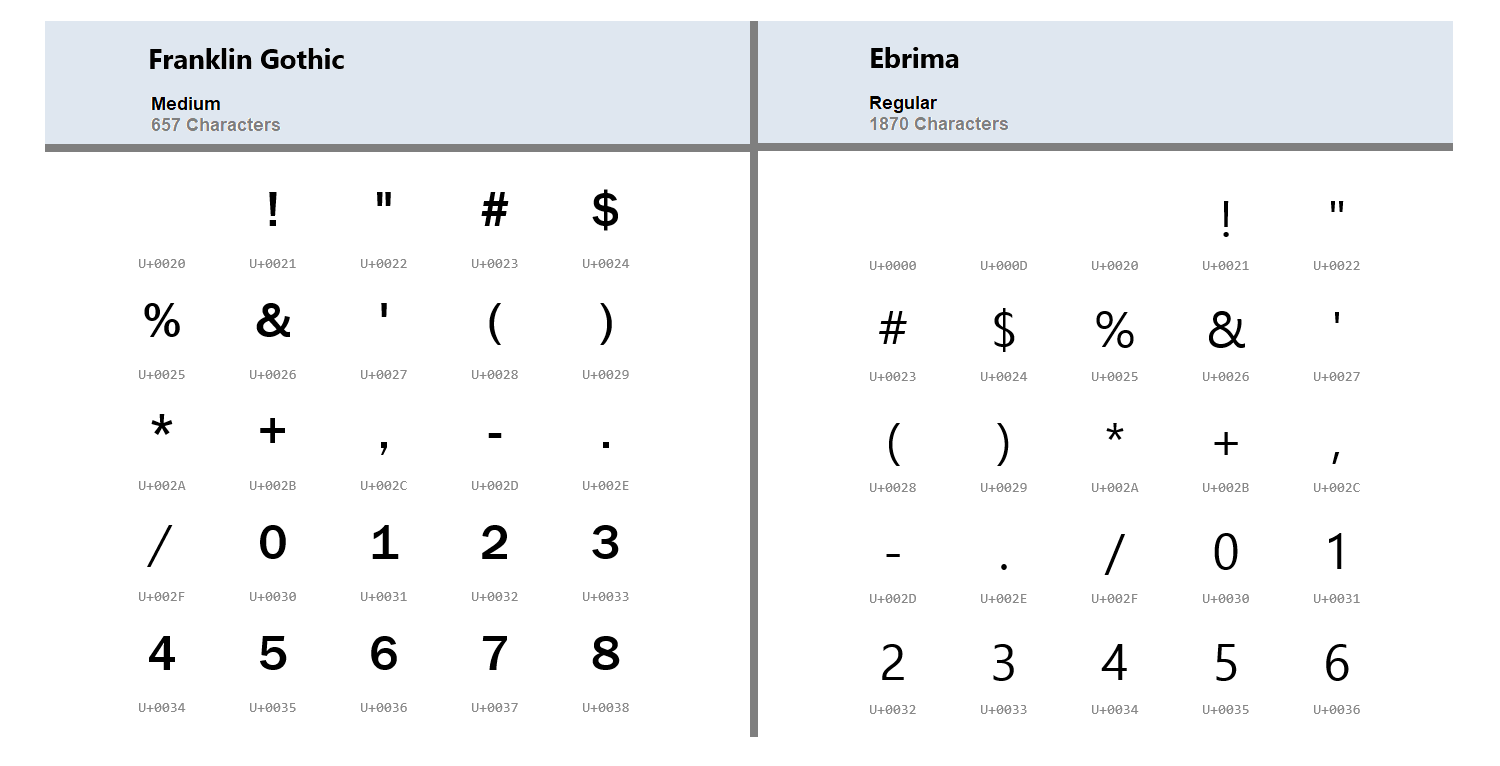 Franklin Gothic
Medium
657 Characters
! " # $
U+0020 U+0021 U+0022 U+0023 U+0024
% & ' ( )
U+0025 U+0026 U+0027 U+0028 U+0029
* + , - .
U+002A U+002B U+002C U+002D U+002E
/ 0 1 2 3
U+002F U+0030 U+0031 U+0032 U+0033
4 5 6 7 8
U+0034 U+0035 U+0036 U+0037 U+0038
Ebrima
Regular
1870 Characters
! "
U+0000 U+000D U+0020 U+0021 U+0022
# $ % & '
U+0023 U+0024 U+0025 U+0026 U+0027
( ) * + ,
U+0028 U+0029 U+002A U+002B U+002C
- . / 0 1
U+002D U+002E U+002F U+0030 U+0031
2 3 4 5 6
U+0032 U+0033 U+0034 U+0035 U+0036